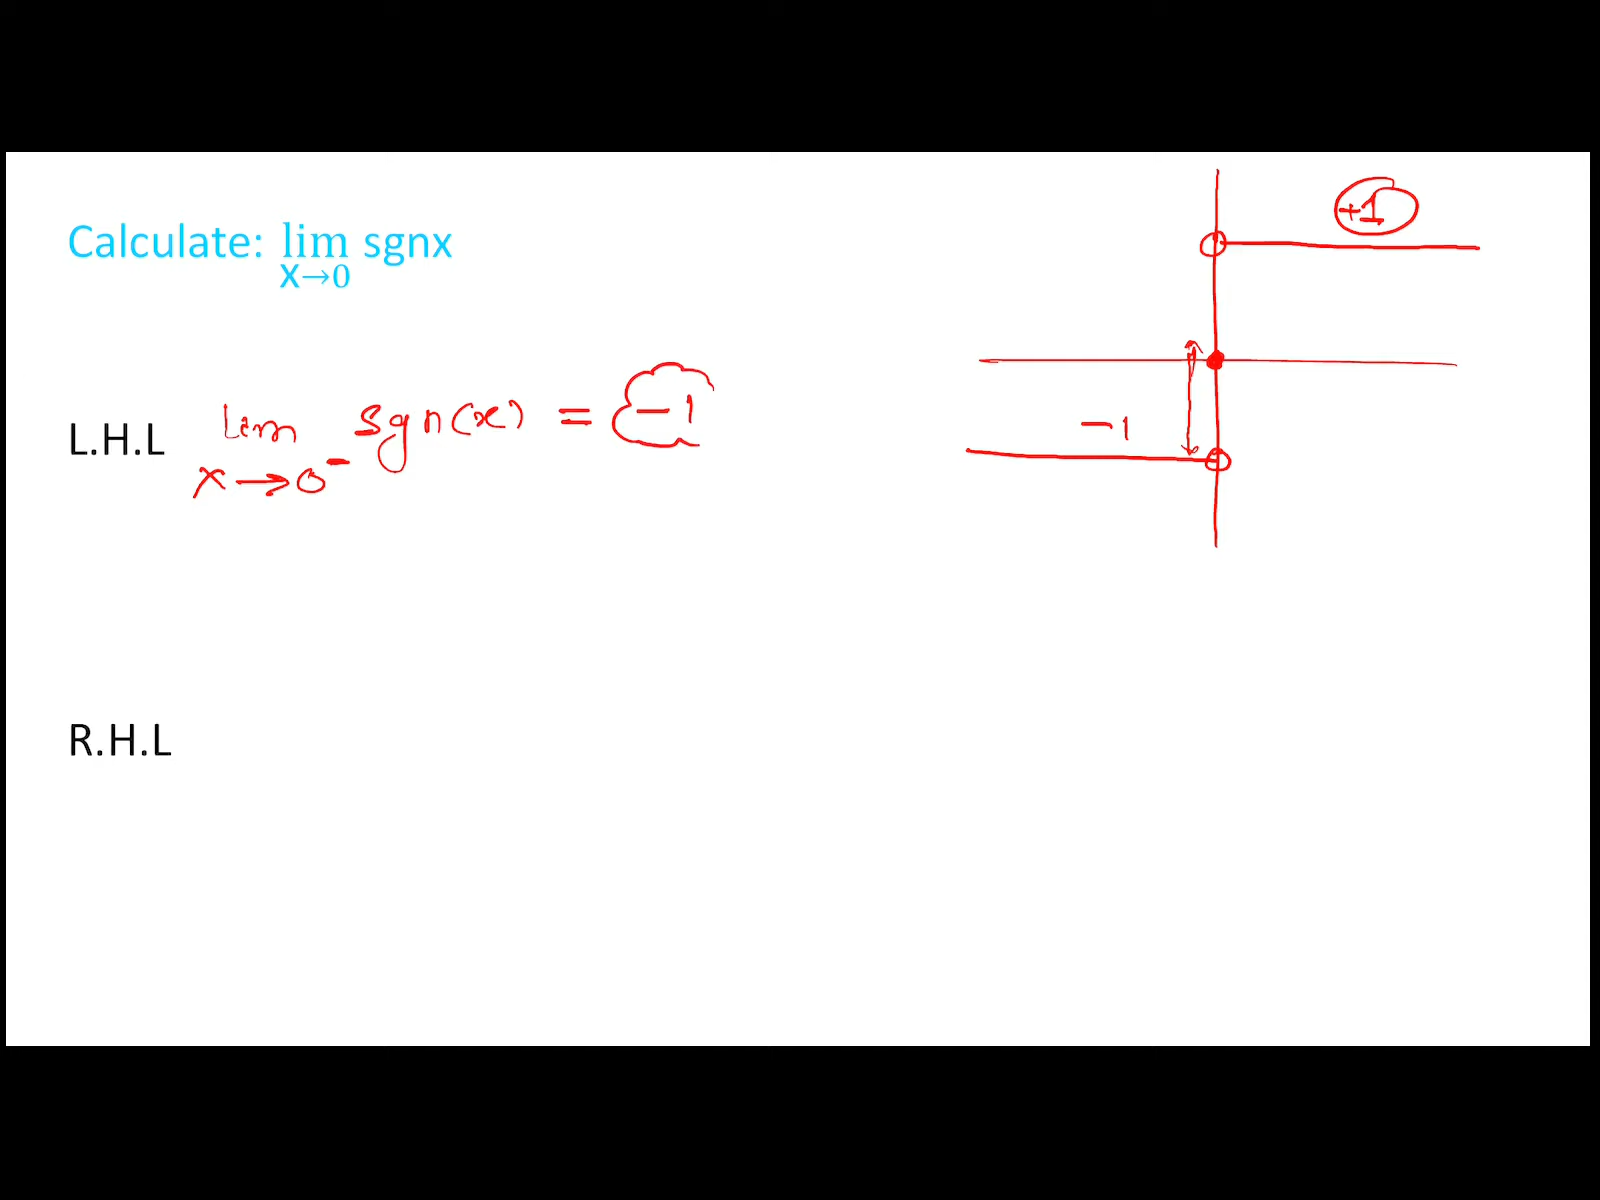 Calculate: lim sgnx
x→0
+1
L.H.L lim sgn(x) = -1
x→0⁻
-1
R.H.L